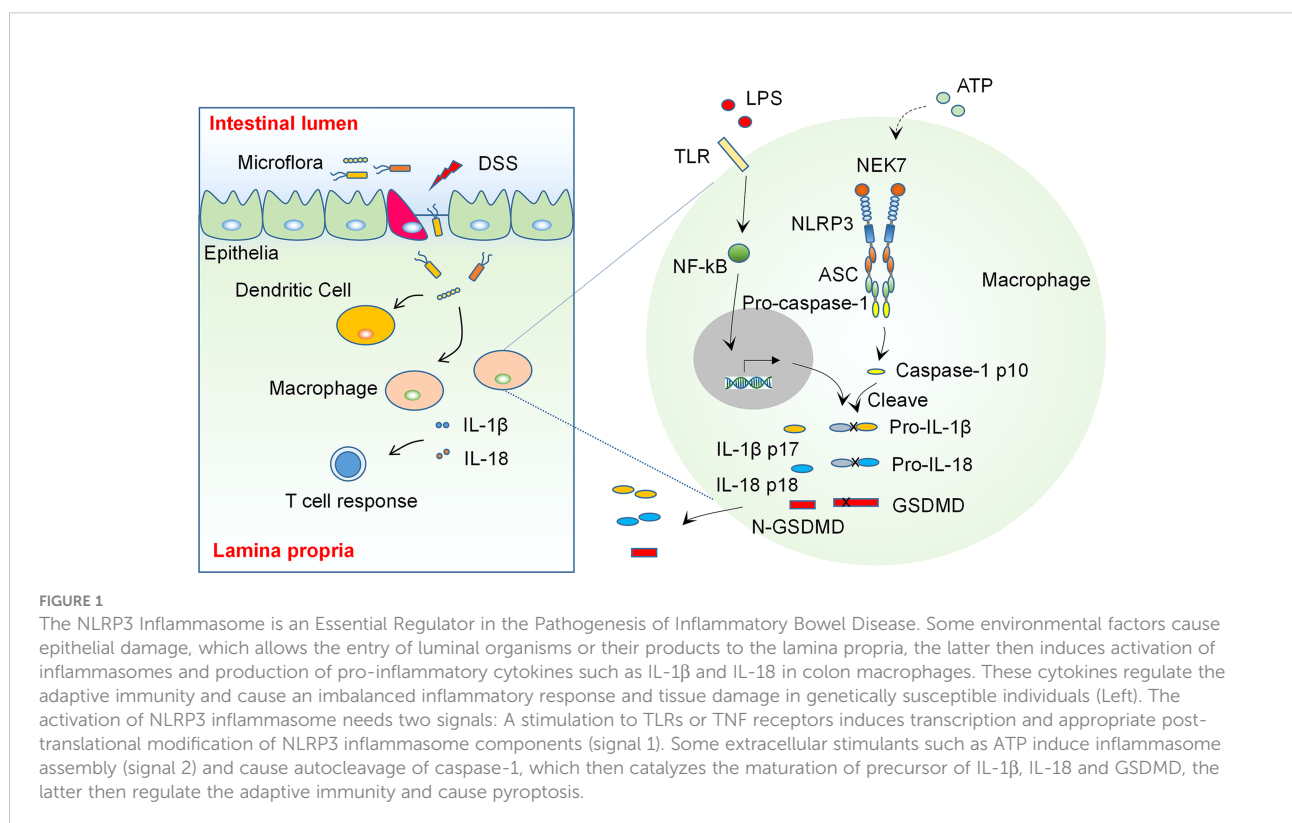 Intestinal lumen
Microflora
DSS
Epithelia
Dendritic Cell
Macrophage
IL-1β
IL-18
T cell response
Lamina propria
LPS
ATP
TLR
NEK7
NLRP3
NF-kB
ASC
Macrophage
Pro-caspase-1
Caspase-1 p10
Cleave
Pro-IL-1β
IL-1β p17
Pro-IL-18
IL-18 p18
GSDMD
N-GSDMD
FIGURE 1
The NLRP3 Inflammasome is an Essential Regulator in the Pathogenesis of Inflammatory Bowel Disease. Some environmental factors cause
epithelial damage, which allows the entry of luminal organisms or their products to the lamina propria, the latter then induces activation of
inflammasomes and production of pro-inflammatory cytokines such as IL-1β and IL-18 in colon macrophages. These cytokines regulate the
adaptive immunity and cause an imbalanced inflammatory response and tissue damage in genetically susceptible individuals (Left). The
activation of NLRP3 inflammasome needs two signals: A stimulation to TLRs or TNF receptors induces transcription and appropriate post-
translational modification of NLRP3 inflammasome components (signal 1). Some extracellular stimulants such as ATP induce inflammasome
assembly (signal 2) and cause autocleavage of caspase-1, which then catalyzes the maturation of precursor of IL-1β, IL-18 and GSDMD, the
latter then regulate the adaptive immunity and cause pyroptosis.